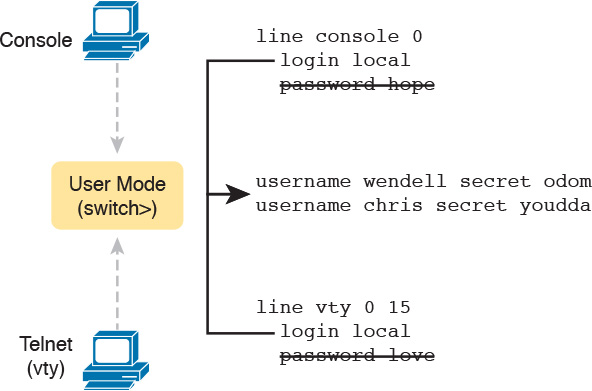 Console
line console 0
login local
password hope
User Mode
(switch>)
username wendell secret odom
username chris secret youdda
line vty 0 15
login local
password love
Telnet
(vty)